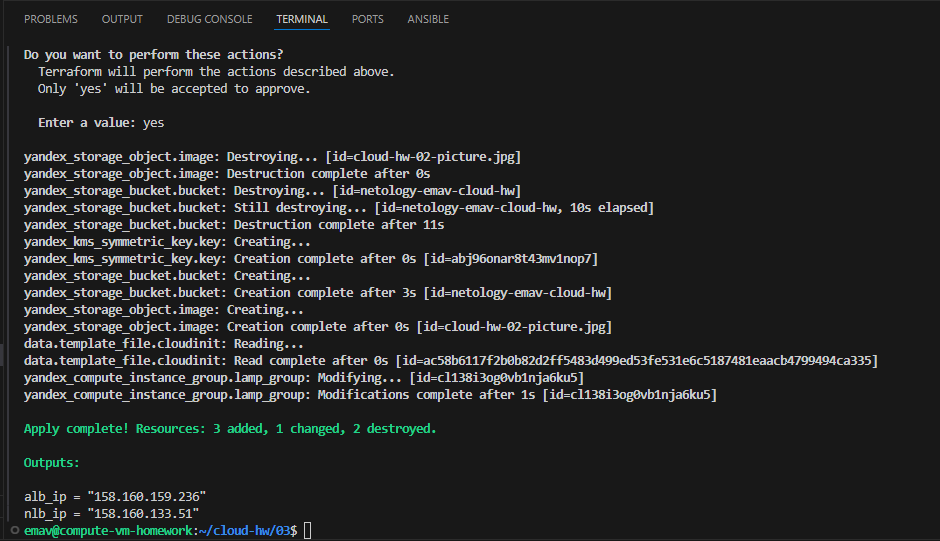 PROBLEMS OUTPUT DEBUG CONSOLE TERMINAL PORTS ANSIBLE
Do you want to perform these actions?
Terraform will perform the actions described above.
Only 'yes' will be accepted to approve.
Enter a value: yes
yandex_storage_object.image: Destroying... [id=cloud-hw-02-picture.jpg]
yandex_storage_object.image: Destruction complete after 0s
yandex_storage_bucket.bucket: Destroying... [id=netology-emav-cloud-hw]
yandex_storage_bucket.bucket: Still destroying... [id=netology-emav-cloud-hw, 10s elapsed]
yandex_storage_bucket.bucket: Destruction complete after 11s
yandex_kms_symmetric_key.key: Creating...
yandex_kms_symmetric_key.key: Creation complete after 0s [id=abj96onar8t43mv1nop7]
yandex_storage_bucket.bucket: Creating...
yandex_storage_bucket.bucket: Creation complete after 3s [id=netology-emav-cloud-hw]
yandex_storage_object.image: Creating...
yandex_storage_object.image: Creation complete after 0s [id=cloud-hw-02-picture.jpg]
data.template_file.cloudinit: Reading...
data.template_file.cloudinit: Read complete after 0s [id=ac58b6117f2b0b82d2ff5483d499ed53fe531e6c5187481eaacb4799494ca335]
yandex_compute_instance_group.lamp_group: Modifying... [id=cl138i3og0vb1nja6ku5]
yandex_compute_instance_group.lamp_group: Modifications complete after 1s [id=cl138i3og0vb1nja6ku5]
Apply complete! Resources: 3 added, 1 changed, 2 destroyed.
Outputs:
alb_ip = "158.160.159.236"
nlb_ip = "158.160.133.51"
emav@compute-vm-homework:~/cloud-hw/03$